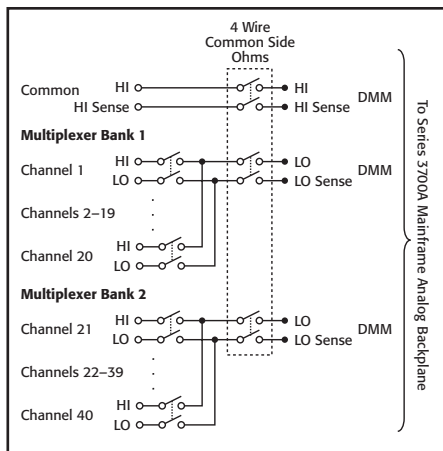 4 Wire
Common Side
Ohms
Common HI HI DMM
HI Sense HI Sense
Multiplexer Bank 1
Channel 1 HI LO DMM
LO LO Sense
Channels 2–19
Channel 20 HI
LO
Multiplexer Bank 2
Channel 21 HI LO DMM
LO LO Sense
Channels 22–39
Channel 40 HI
LO
To Series 3700A Mainframe Analog Backplane